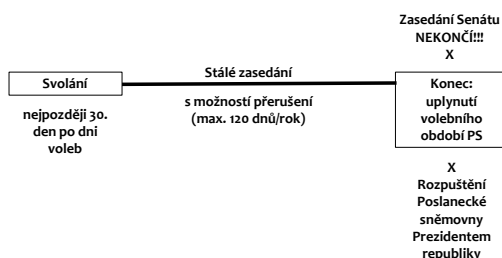 Zasedání Senátu
NEKONČÍ!!!
X
Svolání
nejpozději 30.
den po dni
voleb
Stálé zasedání
s možností přerušení
(max. 120 dnů/rok)
Konec:
uplynutí
volebního
období PS
X
Rozpuštění
Poslanecké
sněmovny
Prezidentem
republiky